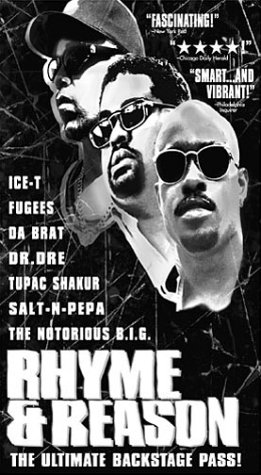 "FASCINATING!"
–New York Post
"★★★★!"
–Chicago Daily Herald
"SMART...AND
VIBRANT!"
–Philadelphia
Inquirer
ICE-T
FUGEES
DA BRAT
DR. DRE
TUPAC SHAKUR
SALT-N-PEPA
THE NOTORIOUS B.I.G.
RHYME
& REASON
THE ULTIMATE BACKSTAGE PASS!